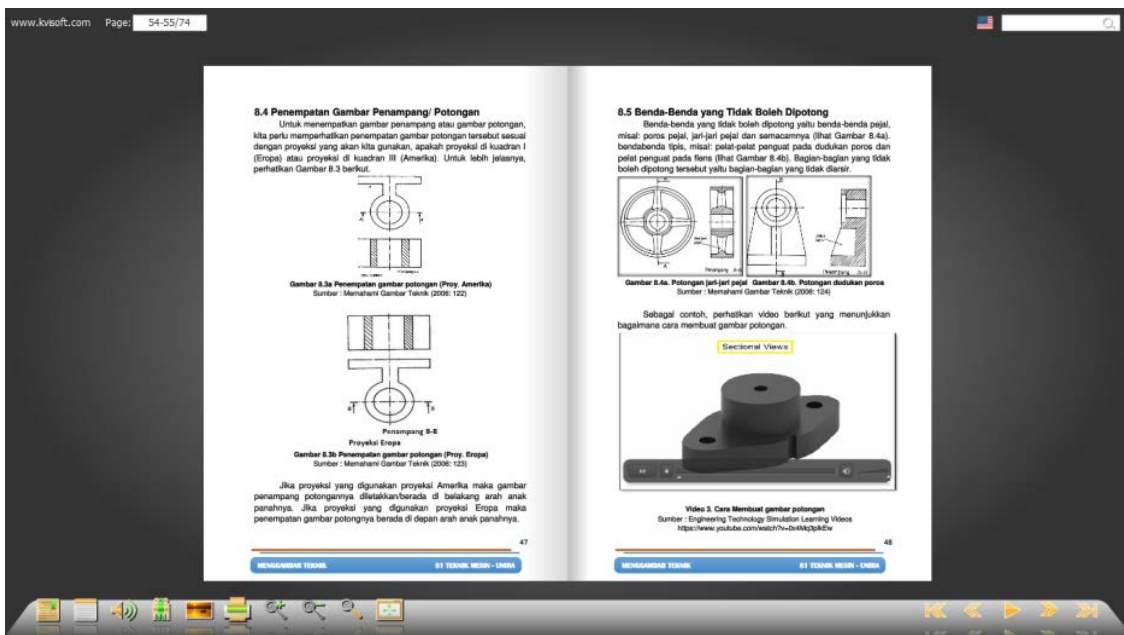 www.kvisoft.com Page: 54-55/74
8.4 Penempatan Gambar Penampang/ Potongan
Untuk menempatkan gambar penampang atau gambar potongan,
kita perlu memperhatikan penempatan gambar potongan tersebut sesuai
dengan proyeksi yang akan kita gunakan, apakah proyeksi di kuadran I
(Eropa) atau proyeksi di kuadran III (Amerika). Untuk lebih jelasnya,
perhatikan Gambar 8.3 berikut.
A A
Gambar 8.3a Penempatan gambar potongan (Proy. Amerika)
Sumber : Memahami Gambar Teknik (2008: 122)
B B
Penampang B-B
Proyeksi Eropa
Gambar 8.3b Penempatan gambar potongan (Proy. Eropa)
Sumber : Memahami Gambar Teknik (2008: 123)
Jika proyeksi yang digunakan proyeksi Amerika maka gambar
penampang potongannya diletakkan/berada di belakang arah anak
panahnya. Jika proyeksi yang digunakan proyeksi Eropa maka
penempatan gambar potongnya berada di depan arah anak panahnya.
47
MENGGAMBAR TEKNIK S1 TEKNIK MESIN - UNIRA
8.5 Benda-Benda yang Tidak Boleh Dipotong
Benda-benda yang tidak boleh dipotong yaitu benda-benda pejal,
misal: poros pejal, jari-jari pejal dan semacamnya (lihat Gambar 8.4a).
bendabenda tipis, misal: pelat-pelat penguat pada dudukan poros dan
pelat penguat pada flens (lihat Gambar 8.4b). Bagian-bagian yang tidak
boleh dipotong tersebut yaitu bagian-bagian yang tidak diarsir.
Gambar 8.4a. Potongan jari-jari pejal Gambar 8.4b. Potongan dudukan poros
Sumber : Memahami Gambar Teknik (2008: 124)
Sebagai contoh, perhatikan video berikut yang menunjukkan
bagaimana cara membuat gambar potongan.
Sectional Views
Video 3. Cara Membuat gambar potongan
Sumber : Engineering Technology Simulation Learning Videos
48
MENGGAMBAR TEKNIK S1 TEKNIK MESIN - UNIRA